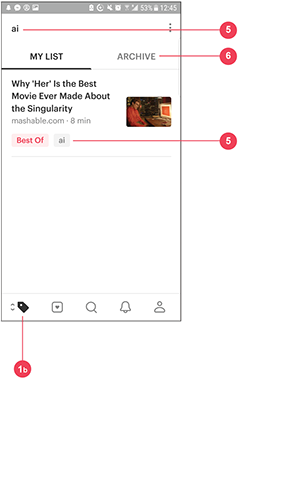 53% 12:45
ai
5
MY LIST
ARCHIVE
6
Why 'Her' Is the Best
Movie Ever Made About
the Singularity
mashable.com · 8 min
Best Of
ai
5
1b